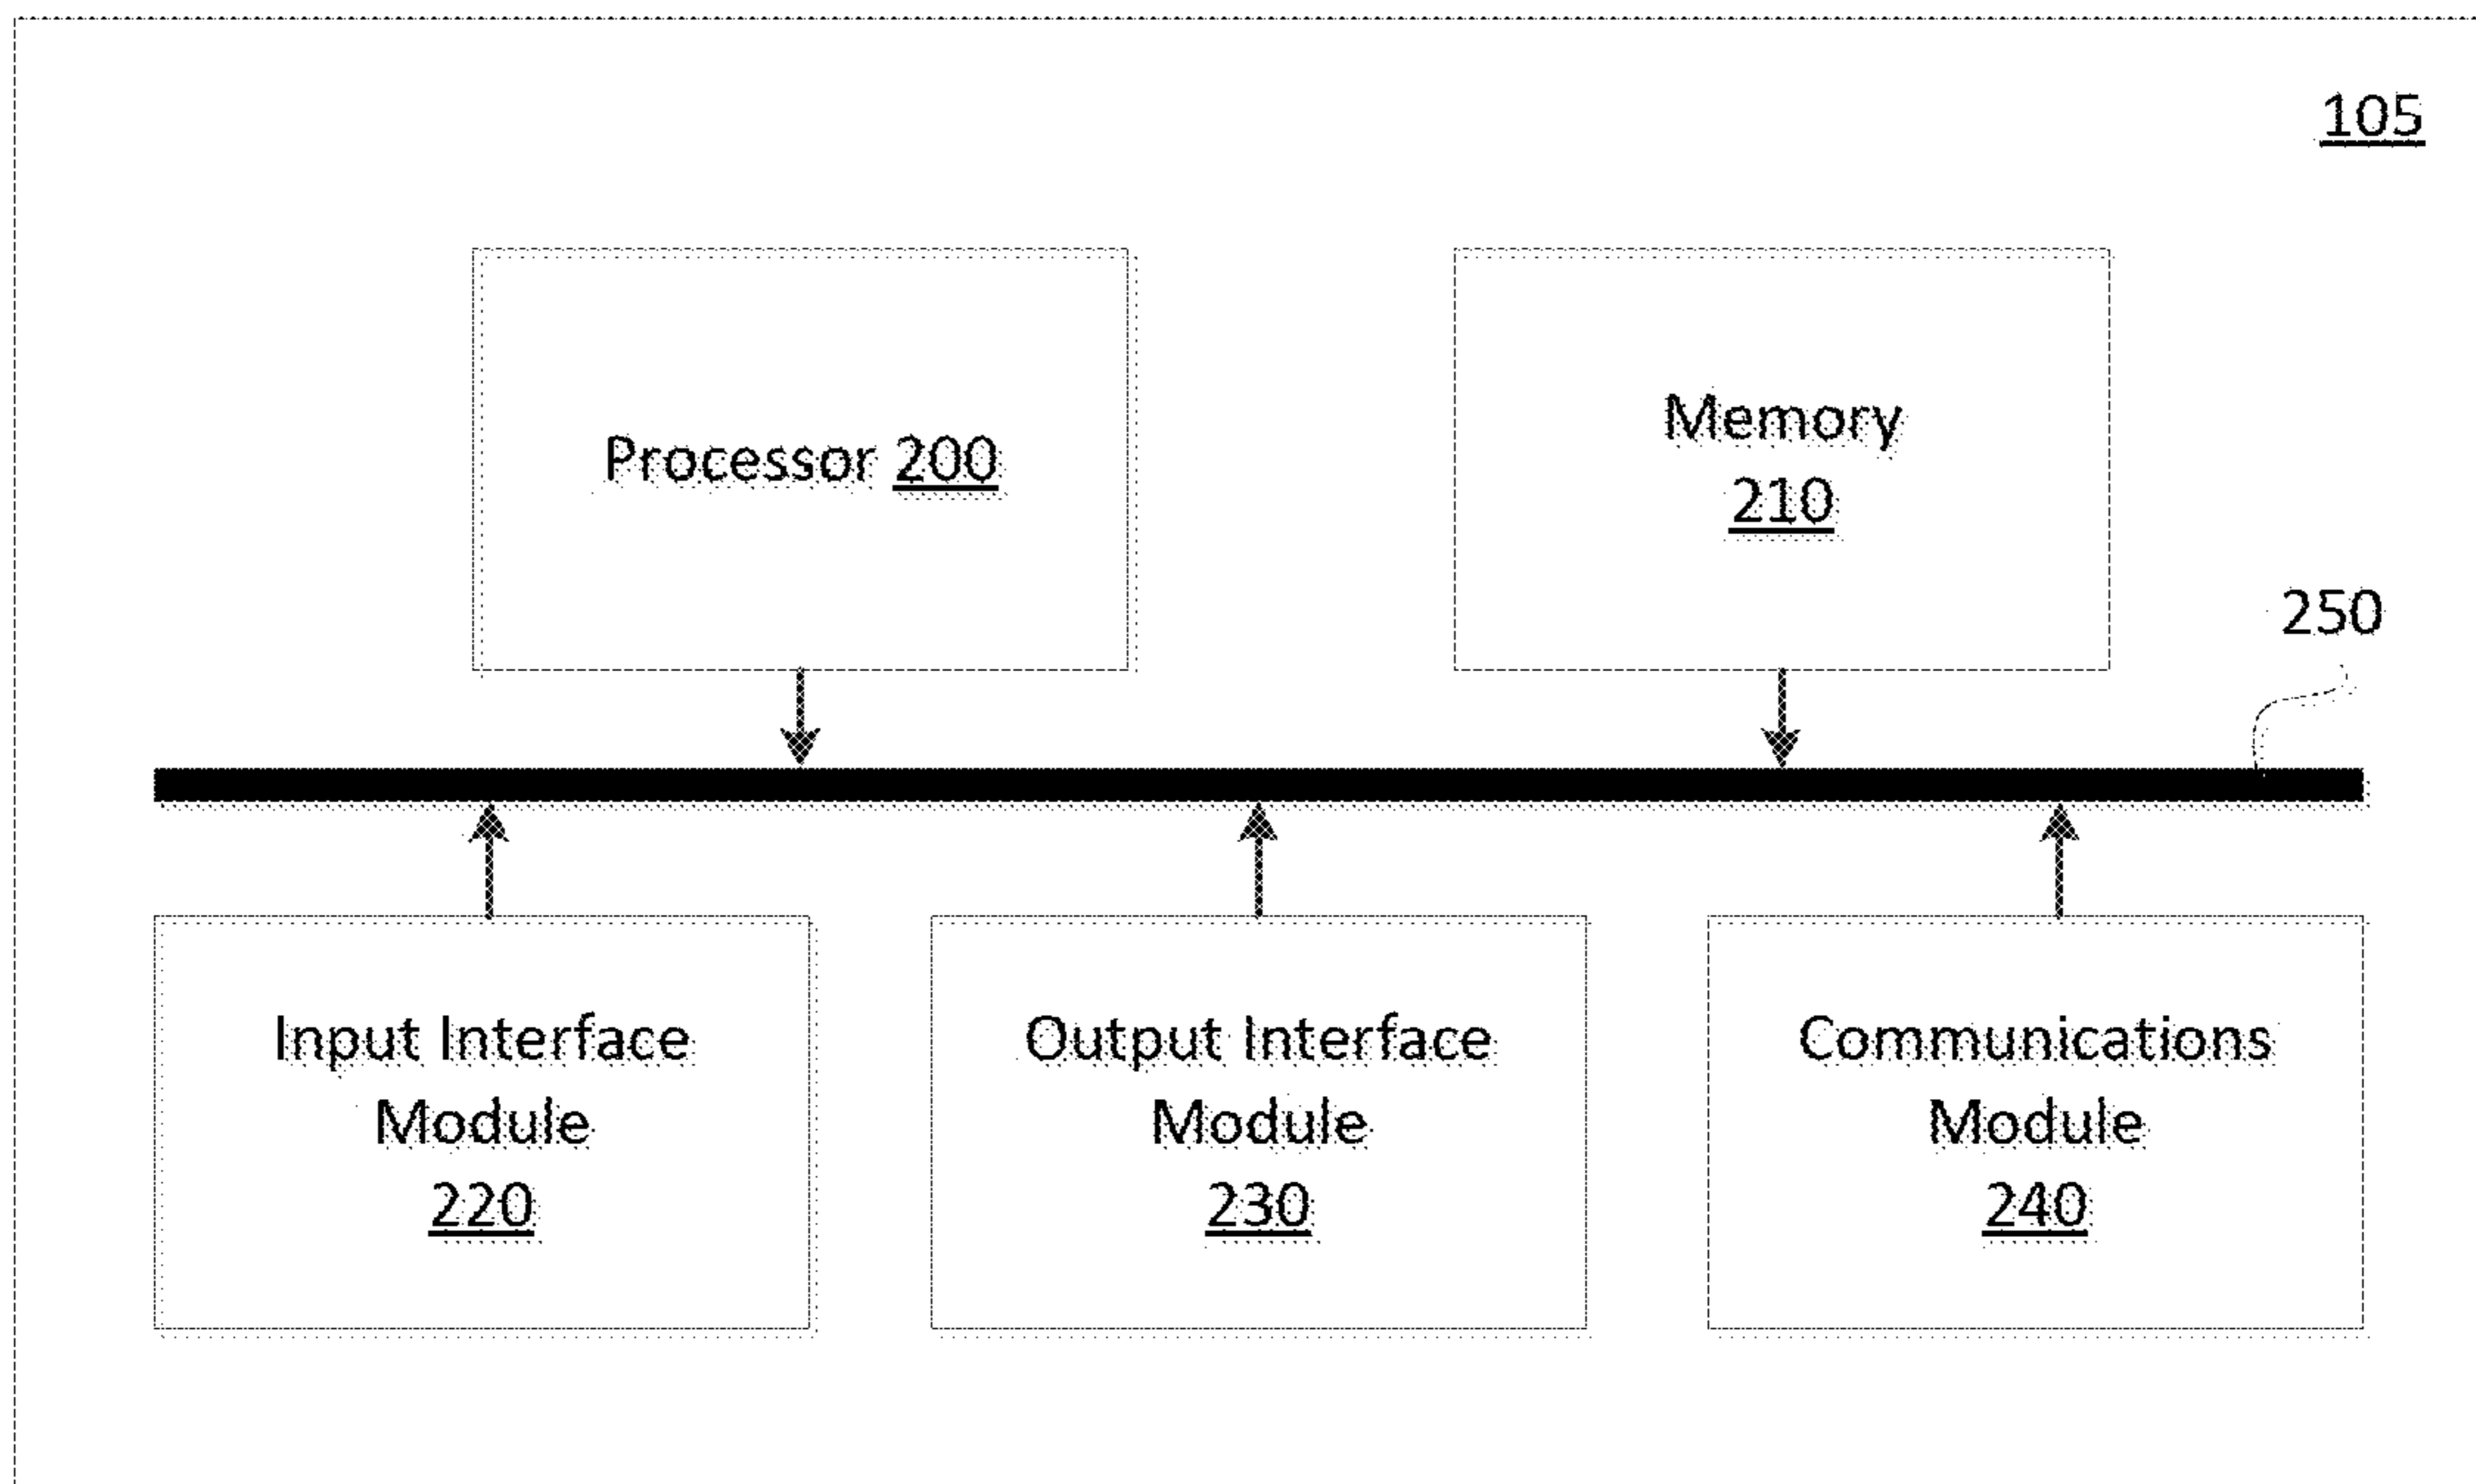 105
Processor 200
Memory
210
250
Input Interface
Module
220
Output Interface
Module
230
Communications
Module
240